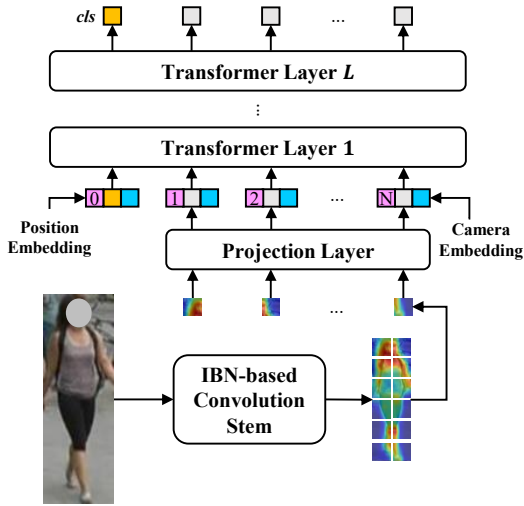 cls
...
Transformer Layer L
...
Transformer Layer 1
0 1 2 ... N
Position
Embedding
Camera
Embedding
Projection Layer
...
IBN-based
Convolution
Stem